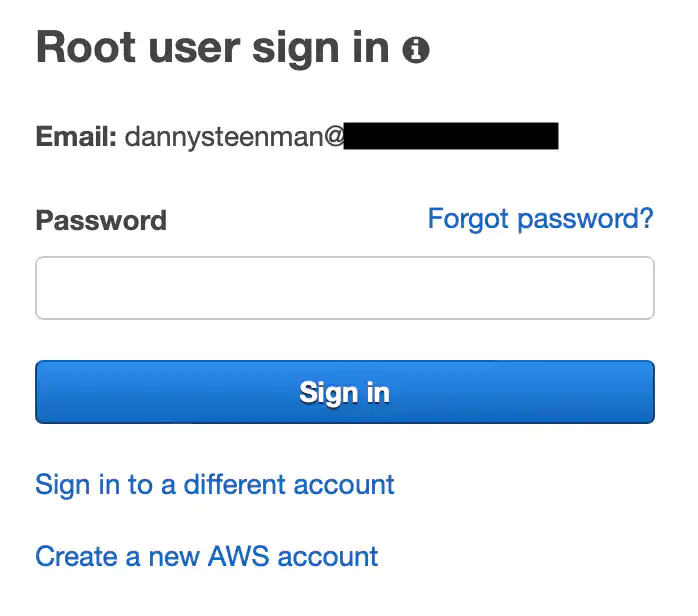 Root user sign in
Email: dannysteenman@
Password
Forgot password?
Sign in
Sign in to a different account
Create a new AWS account